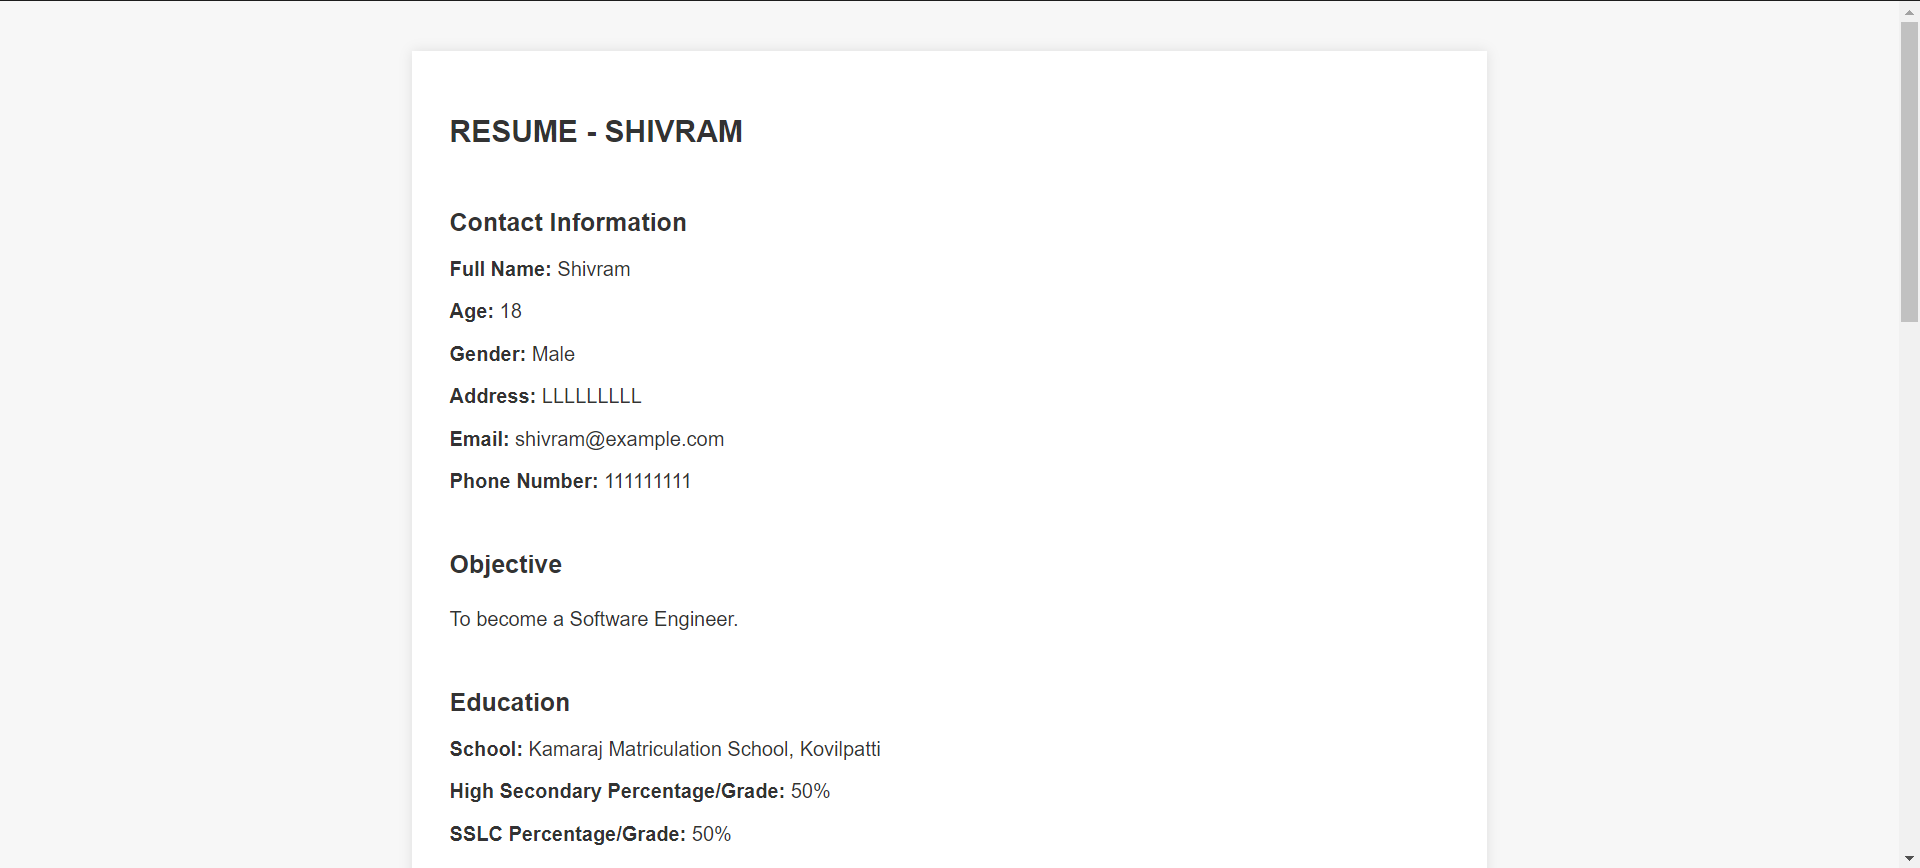 RESUME - SHIVRAM
Contact Information
Full Name: Shivram
Age: 18
Gender: Male
Address: LLLLLLLLL
Email: shivram@example.com
Phone Number: 111111111
Objective
To become a Software Engineer.
Education
School: Kamaraj Matriculation School, Kovilpatti
High Secondary Percentage/Grade: 50%
SSLC Percentage/Grade: 50%